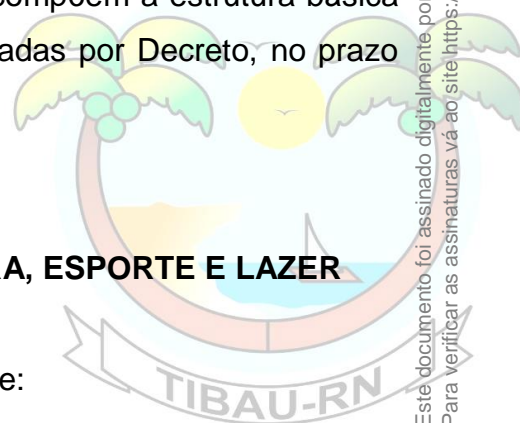 compõem a estrutura básica
adas por Decreto, no prazo
A, ESPORTE E LAZER
e:
TIBAU-RN
Este documento foi assinado digitalmente por
Para verificar as assinaturas vá ao site https:/